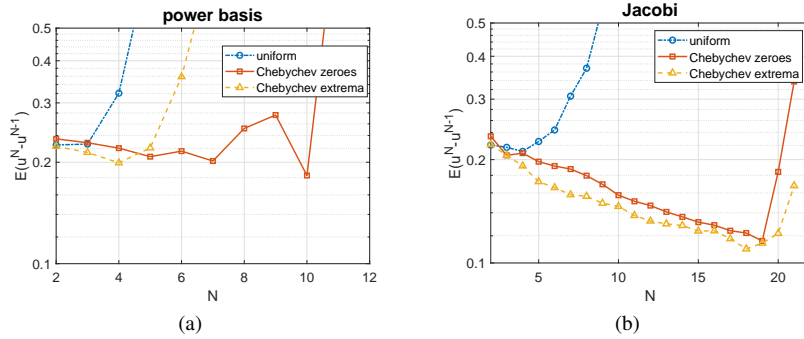 power basis
0.5
0.4
0.3
0.2
0.1
E(u^N-u^{N-1})
uniform
Chebychev zeroes
Chebychev extrema
2 4 6 8 10 12
N
(a)
Jacobi
0.5
0.4
0.3
0.2
0.1
E(u^N-u^{N-1})
uniform
Chebychev zeroes
Chebychev extrema
5 10 15 20
N
(b)